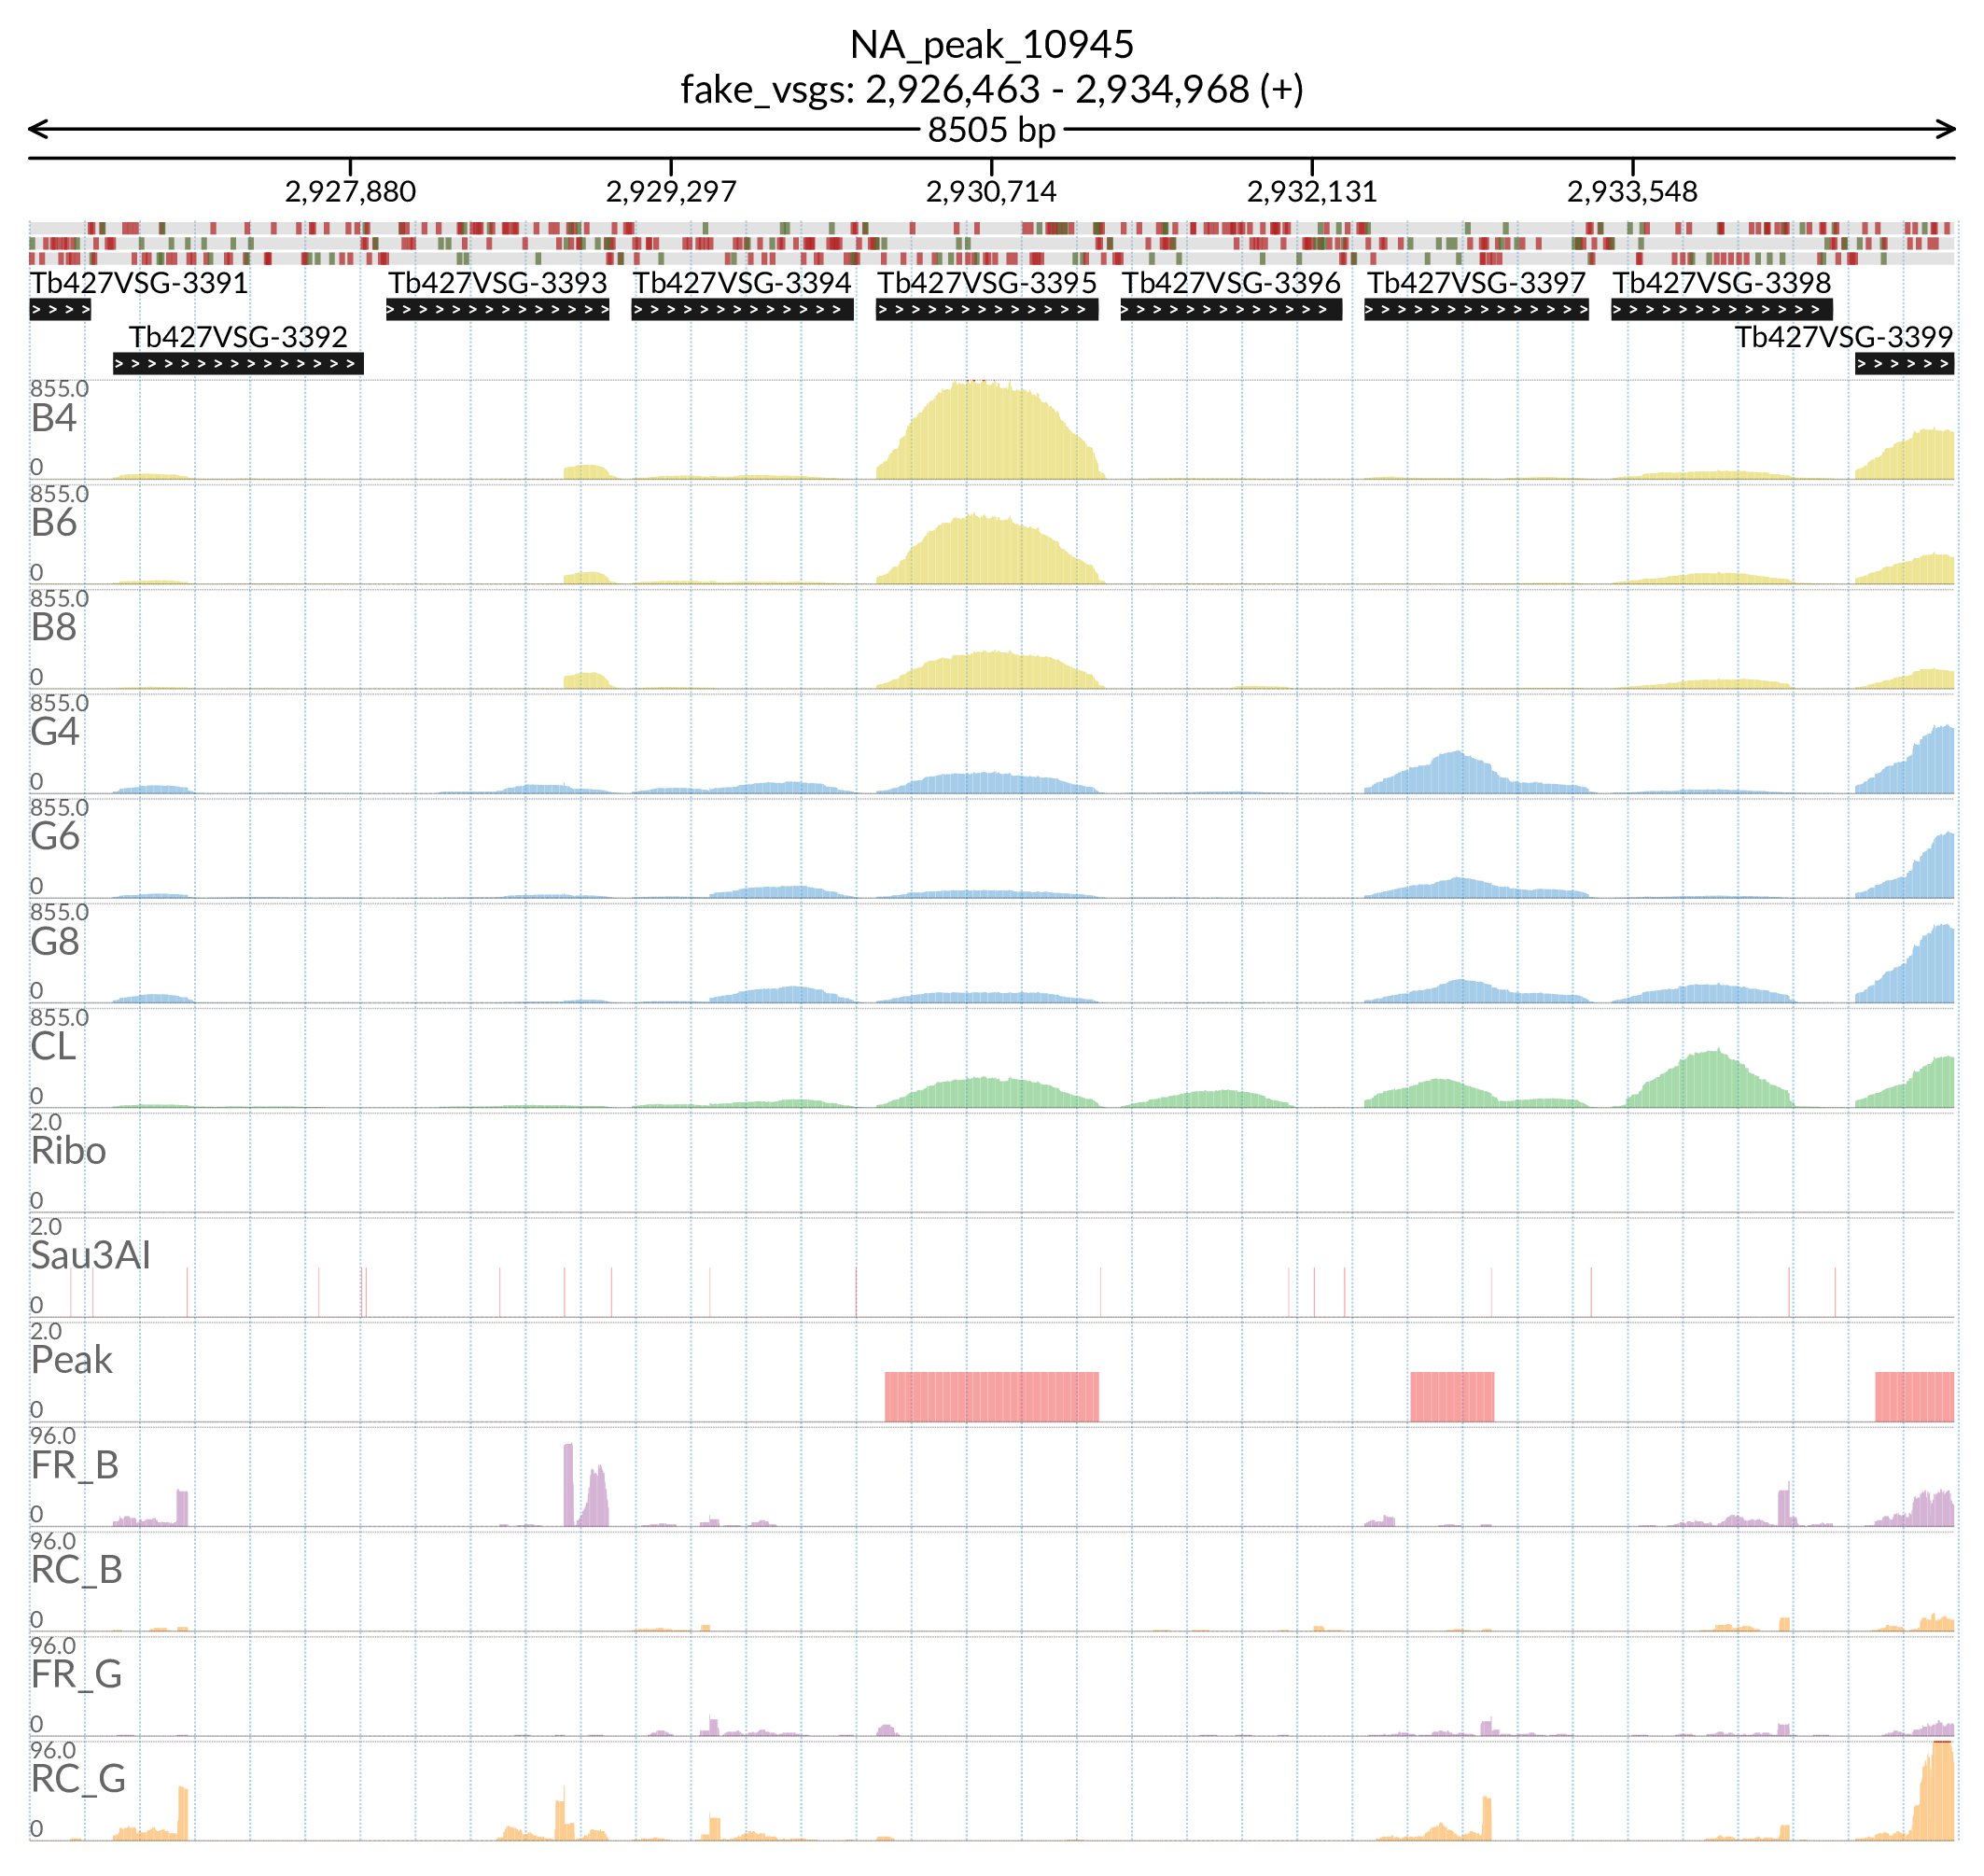 NA_peak_10945
fake_vsgs: 2,926,463 - 2,934,968 (+)
8505 bp
2,927,880 2,929,297 2,930,714 2,932,131 2,933,548
Tb427VSG-3391 Tb427VSG-3393 Tb427VSG-3394 Tb427VSG-3395 Tb427VSG-3396 Tb427VSG-3397 Tb427VSG-3398
Tb427VSG-3392 Tb427VSG-3399
855.0
B4
0
855.0
B6
0
855.0
B8
0
855.0
G4
0
855.0
G6
0
855.0
G8
0
855.0
CL
0
2.0
Ribo
0
2.0
Sau3AI
0
2.0
Peak
0
96.0
FR_B
0
96.0
RC_B
0
96.0
FR_G
0
96.0
RC_G
0